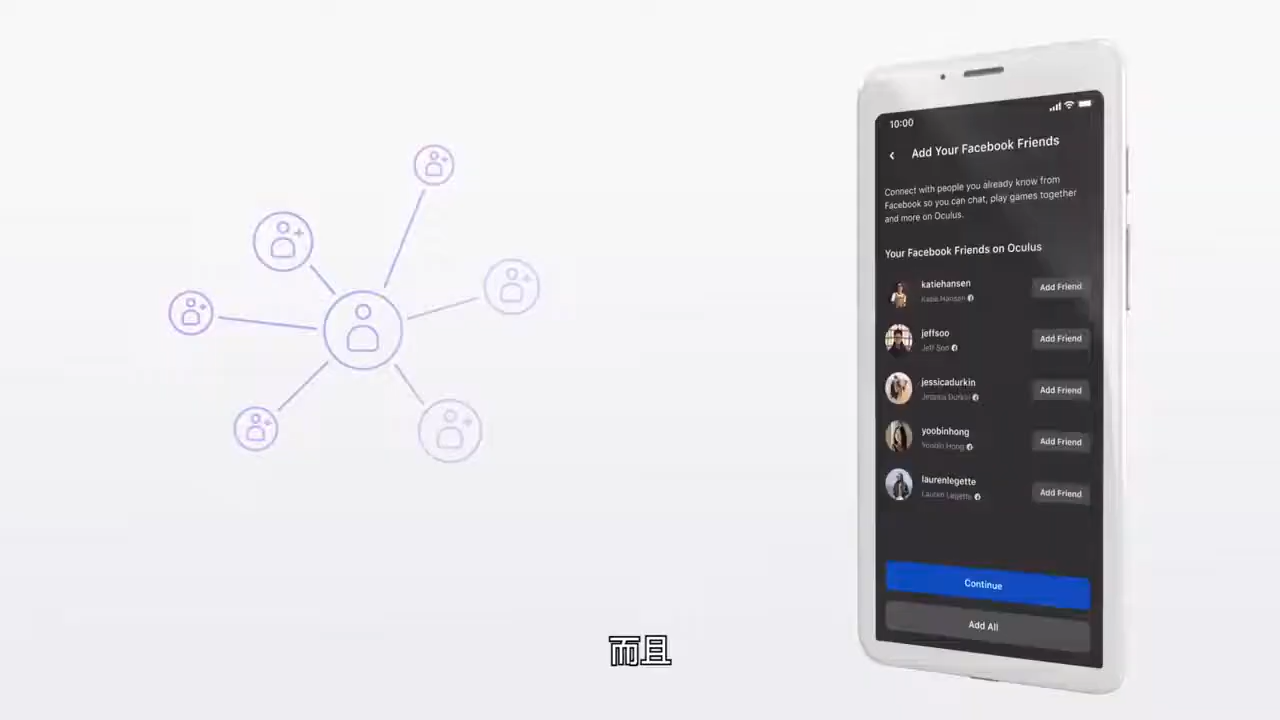 10:00
Add Your Facebook Friends
Connect with people you already know from
Facebook so you can chat, play games together
and more on Oculus.
Your Facebook Friends on Oculus
katiehansen
Katie Hansen
Add Friend
jeffsoo
Jeff Soo
Add Friend
jessicadurkin
Jessica Durkin
Add Friend
yoobinhong
Yoobin Hong
Add Friend
laurenlegette
Lauren Legette
Add Friend
Continue
Add All
而且